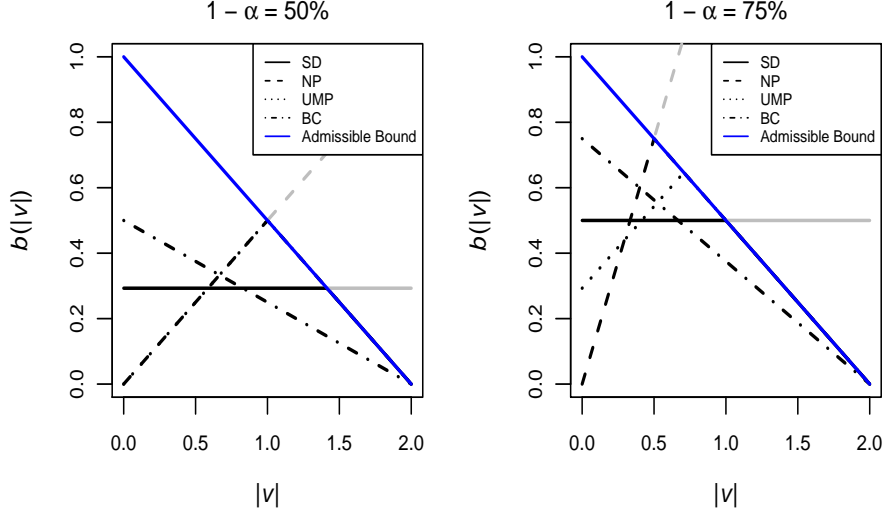 1 − α = 50%
SD
NP
UMP
BC
Admissible Bound
b(|v|)
1.0
0.8
0.6
0.4
0.2
0.0
0.0 0.5 1.0 1.5 2.0
|v|
1 − α = 75%
SD
NP
UMP
BC
Admissible Bound
b(|v|)
1.0
0.8
0.6
0.4
0.2
0.0
0.0 0.5 1.0 1.5 2.0
|v|